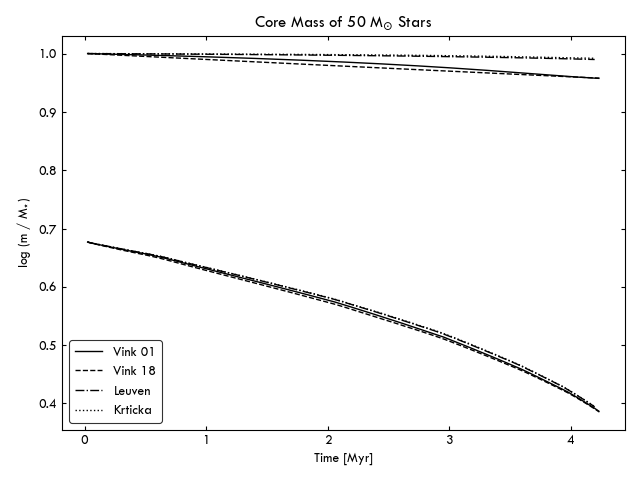 Core Mass of 50 M⊙ Stars
log (m / M⋆)
1.0
0.9
0.8
0.7
0.6
0.5
0.4
Vink 01
Vink 18
Leuven
Krticka
0 1 2 3 4
Time [Myr]